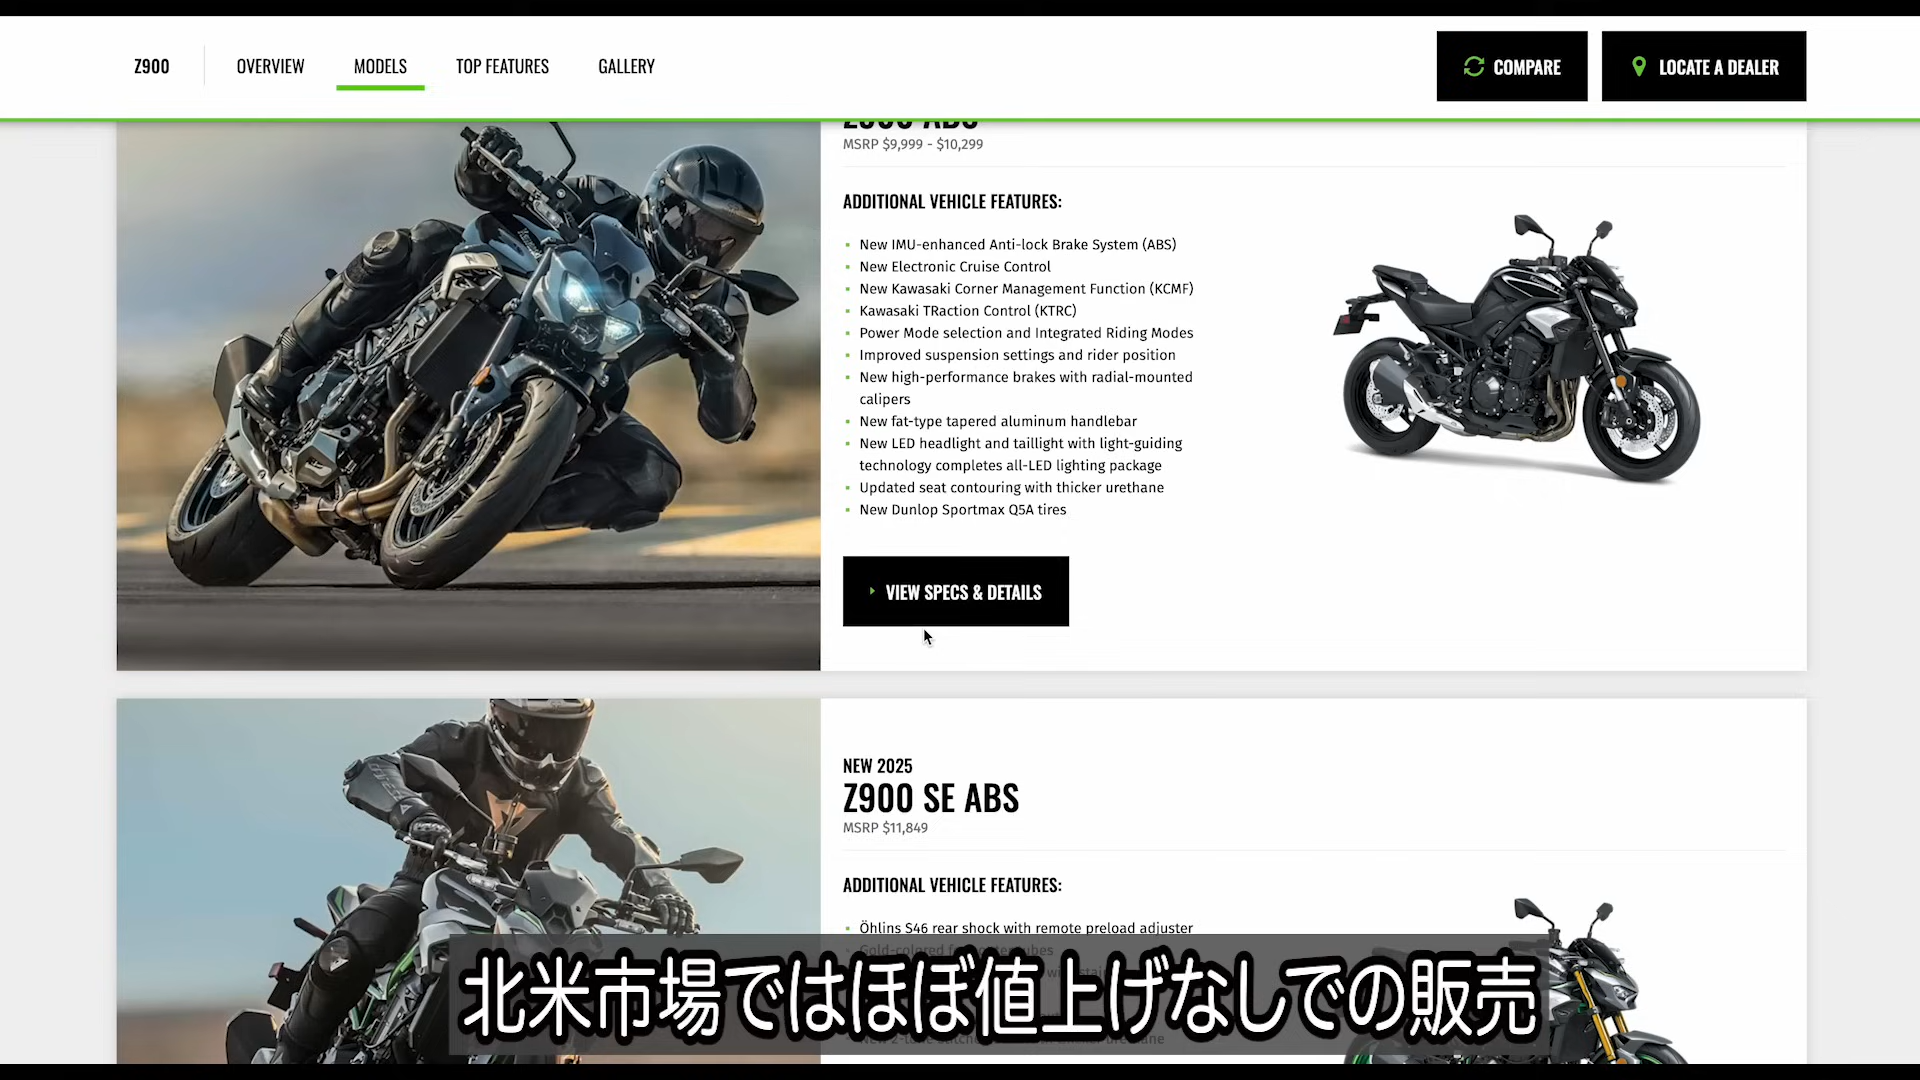 Z900
OVERVIEW
MODELS
TOP FEATURES
GALLERY
COMPARE
LOCATE A DEALER
Z900 ABS
MSRP $9,999 - $10,299
ADDITIONAL VEHICLE FEATURES:
New IMU-enhanced Anti-lock Brake System (ABS)
New Electronic Cruise Control
New Kawasaki Corner Management Function (KCMF)
Kawasaki TRaction Control (KTRC)
Power Mode selection and Integrated Riding Modes
Improved suspension settings and rider position
New high-performance brakes with radial-mounted
calipers
New fat-type tapered aluminum handlebar
New LED headlight and taillight with light-guiding
technology completes all-LED lighting package
Updated seat contouring with thicker urethane
New Dunlop Sportmax Q5A tires
VIEW SPECS & DETAILS
NEW 2025
Z900 SE ABS
MSRP $11,849
ADDITIONAL VEHICLE FEATURES:
Öhlins S46 rear shock with remote preload adjuster
Gold-colored
北米市場ではほぼ値上げなしでの販売